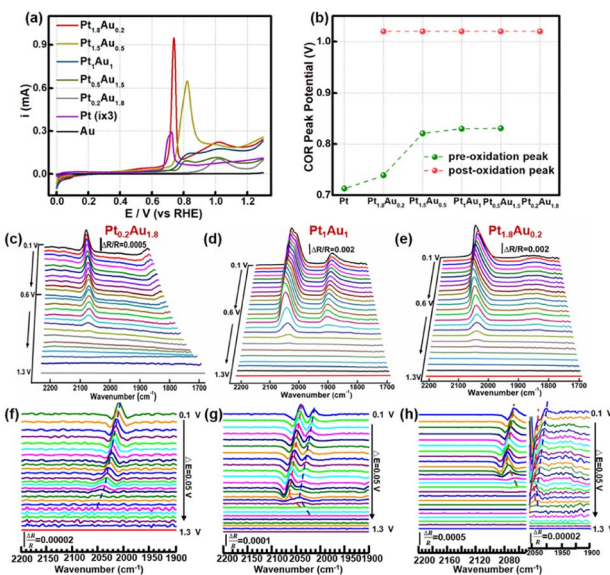 (a)
i (mA)
0.9
0.6
0.3
0.0
Pt1.8Au0.2
Pt1.5Au0.5
Pt1Au1
Pt0.5Au1.5
Pt0.2Au1.8
Pt (ix3)
Au
0.0 0.2 0.4 0.6 0.8 1.0 1.2
E / V (vs RHE)
(b)
COR Peak Potential (V)
1.0
0.9
0.8
0.7
pre-oxidation peak
post-oxidation peak
Pt Pt1.8Au0.2 Pt1.5Au0.5 Pt1Au1 Pt0.5Au1.5 Pt0.2Au1.8
(c)
Pt0.2Au1.8
ΔR/R=0.0005
0.1 V
0.6 V
1.3 V
2200 2100 2000 1900 1800 1700
Wavenumber (cm-1)
(d)
Pt1Au1
ΔR/R=0.002
0.1 V
0.6 V
1.3 V
2200 2100 2000 1900 1800 1700
Wavenumber (cm-1)
(e)
Pt1.8Au0.2
ΔR/R=0.002
0.1 V
0.6 V
1.3V
2200 2100 2000 1900 1800 1700
Wavenumber (cm-1)
(f)
0.1 V
△E=0.05 V
1.3 V
ΔR/R=0.00002
2200 2150 2100 2050 2000 1950 1900
Wavenumber (cm-1)
(g)
0.1 V
△E=0.05 V
1.3 V
ΔR/R=0.0001
2200 2150 2100 2050 2000 1950 1900
Wavenumber (cm-1)
(h)
0.1 V
△E=0.05 V
1.3 V
ΔR/R=0.0005
ΔR/R=0.00002
2200 2160 2120 2080
2050 1950 1900
Wavenumber (cm-1)